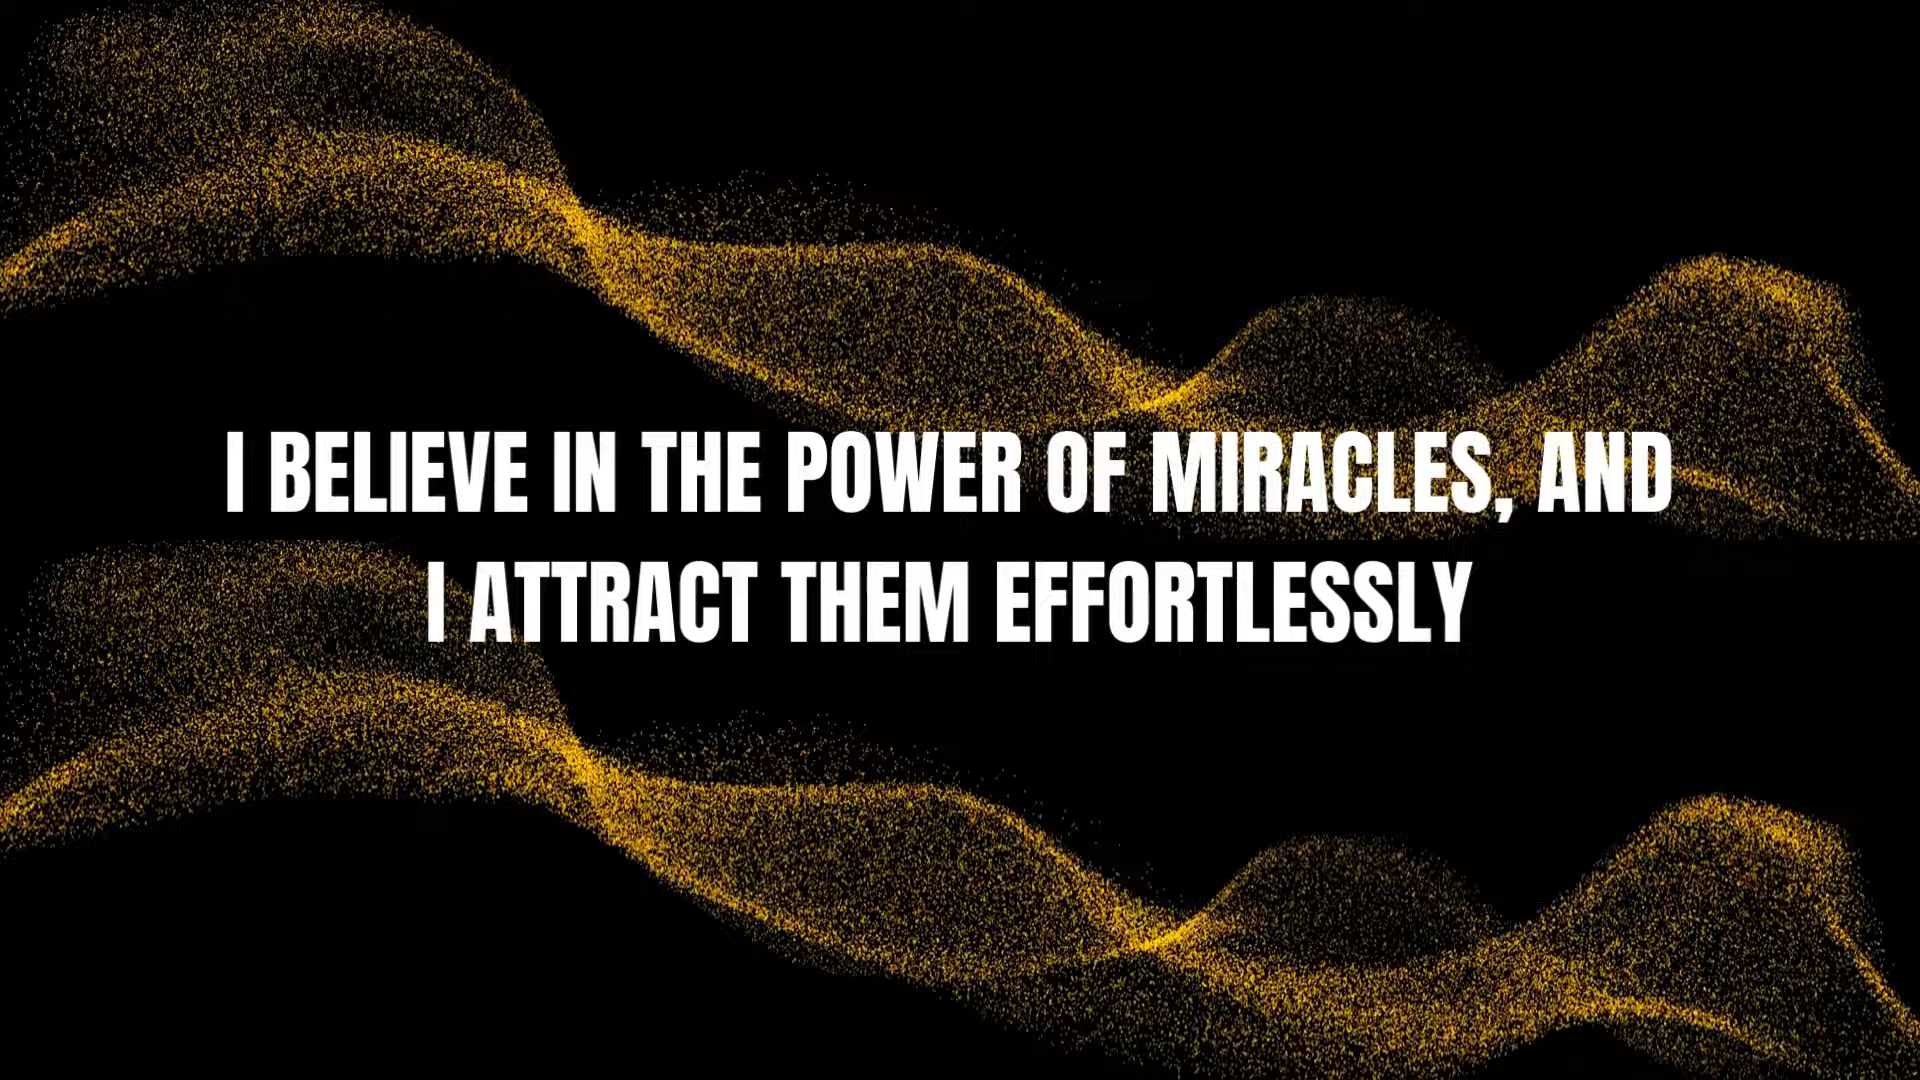 I BELIEVE IN THE POWER OF MIRACLES, AND
I ATTRACT THEM EFFORTLESSLY